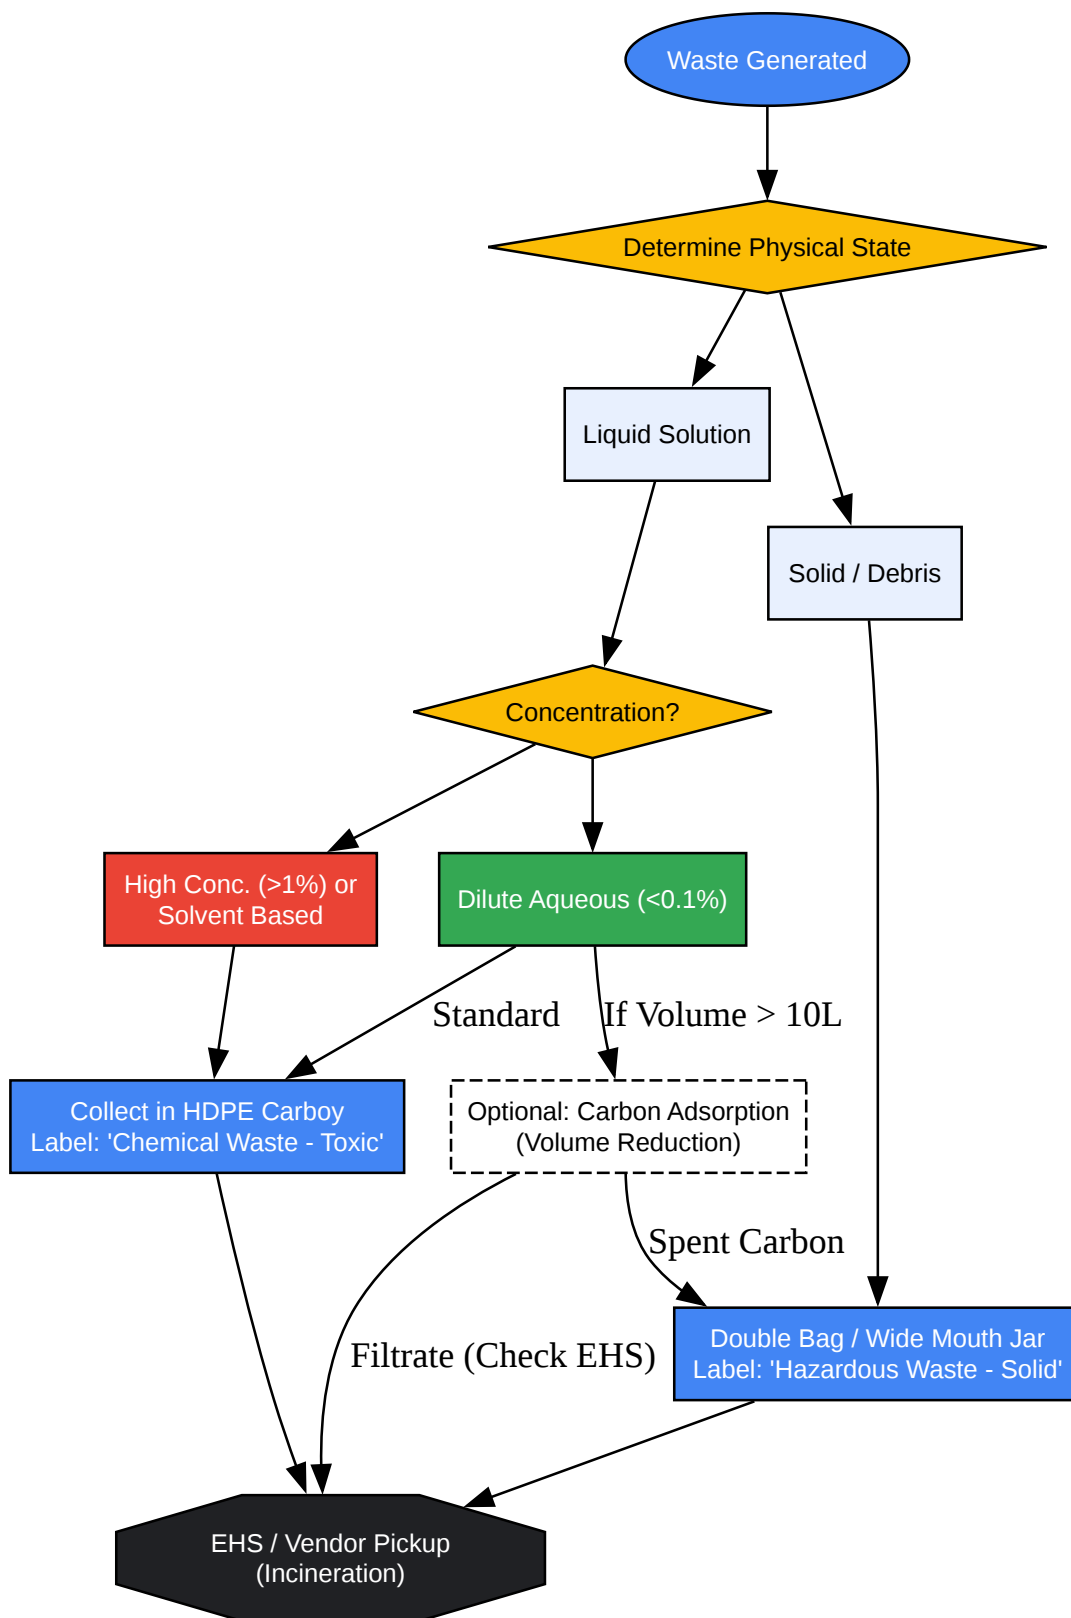 Waste Generated
Determine Physical State
Liquid Solution
Solid / Debris
Concentration?
High Conc. (>1%) or
Solvent Based
Dilute Aqueous (<0.1%)
Standard
If Volume > 10L
Collect in HDPE Carboy
Label: 'Chemical Waste - Toxic'
Optional: Carbon Adsorption
(Volume Reduction)
Spent Carbon
Filtrate (Check EHS)
Double Bag / Wide Mouth Jar
Label: 'Hazardous Waste - Solid'
EHS / Vendor Pickup
(Incineration)